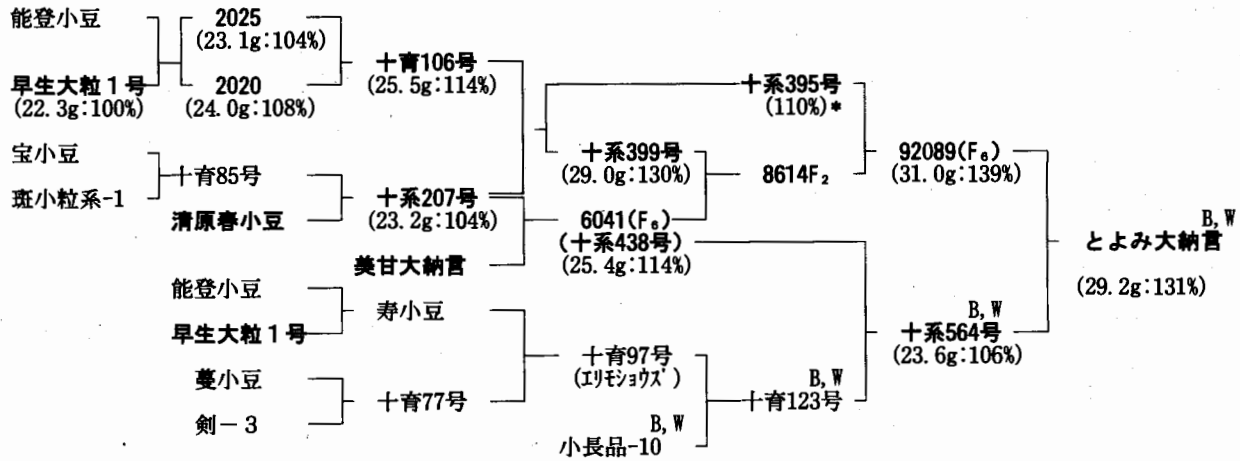 能登小豆
早生大粒1号
(22.3g:100%)
2025
(23.1g:104%)
2020
(24.0g:108%)
十育106号
(25.5g:114%)
宝小豆
斑小粒系-1
十育85号
清原春小豆
十系207号
(23.2g:104%)
美甘大納言
十系395号
(110%)*
十系399号
(29.0g:130%)
6041(F₆)
(十系438号)
(25.4g:114%)
8614F₂
92089(F₆)
(31.0g:139%)
B,W
とよみ大納言
(29.2g:131%)
能登小豆
早生大粒1号
寿小豆
蔓小豆
剣-3
十育77号
十育97号
(エリモショウズ)
B,W
小長品-10
B,W
十育123号
B,W
十系564号
(23.6g:106%)